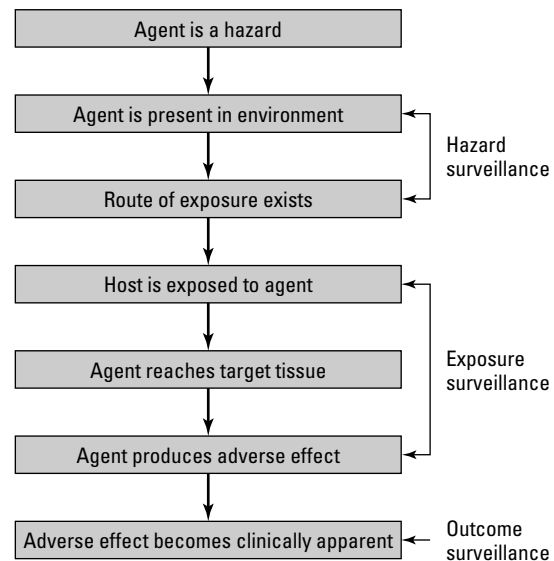 Agent is a hazard
Agent is present in environment
Hazard
surveillance
Route of exposure exists
Host is exposed to agent
Agent reaches target tissue
Exposure
surveillance
Agent produces adverse effect
Adverse effect becomes clinically apparent
Outcome
surveillance